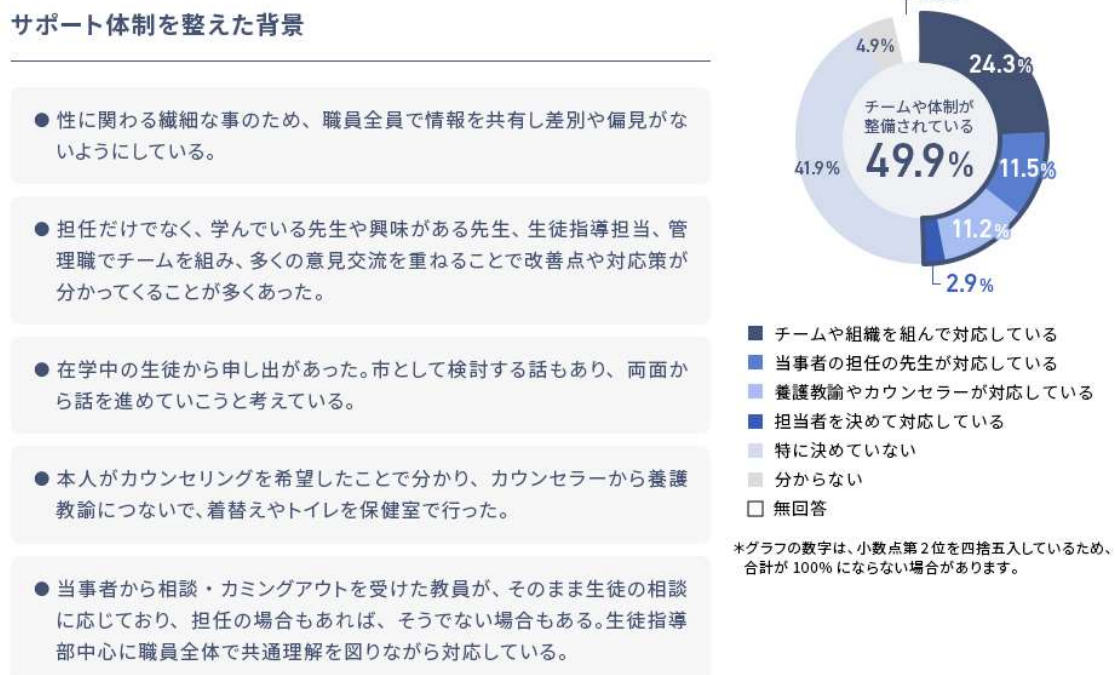 サポート体制を整えた背景
● 性に関わる繊細な事のため、職員全員で情報を共有し差別や偏見がな
いようにしている。
● 担任だけでなく、学んでいる先生や興味がある先生、生徒指導担当、管
理職でチームを組み、多くの意見交流を重ねることで改善点や対応策が
分かってくることが多くあった。
● 在学中の生徒から申し出があった。市として検討する話もあり、両面か
ら話を進めていこうと考えている。
● 本人がカウンセリングを希望したことで分かり、カウンセラーから養護
教諭につないで、着替えやトイレを保健室で行った。
● 当事者から相談・カミングアウトを受けた教員が、そのまま生徒の相談
に応じており、担任の場合もあれば、そうでない場合もある。生徒指導
部中心に職員全体で共通理解を図りながら対応している。
4.9%
24.3%
チームや体制が
整備されている
49.9%
41.9%
11.5%
11.2%
2.9%
チームや組織を組んで対応している
当事者の担任の先生が対応している
養護教諭やカウンセラーが対応している
担当者を決めて対応している
特に決めていない
分からない
無回答
＊グラフの数字は、小数点第2位を四捨五入しているため、
合計が 100% にならない場合があります。